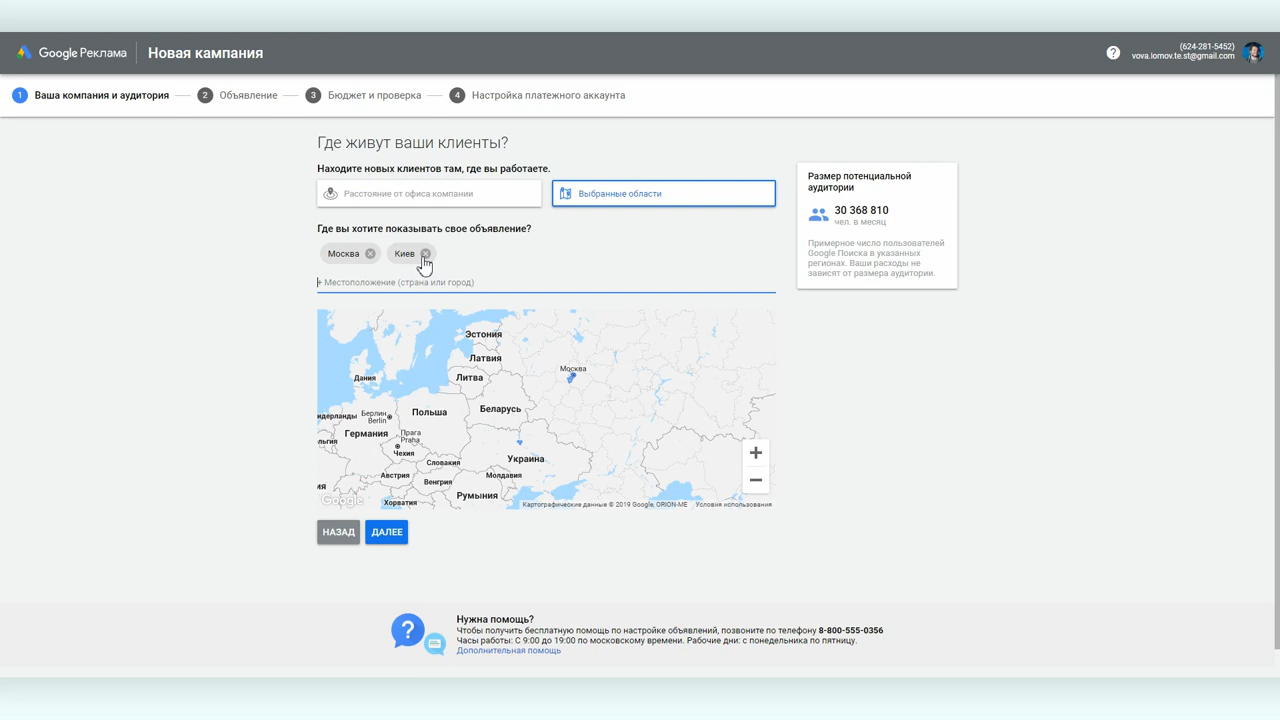 Google Реклама
Новая кампания
(624-281-5452)
vova.lomov.te.st@gmail.com
1 Ваша компания и аудитория
2 Объявление
3 Бюджет и проверка
4 Настройка платежного аккаунта
Где живут ваши клиенты?
Находите новых клиентов там, где вы работаете.
Расстояние от офиса компании
Выбранные области
Где вы хотите показывать свое объявление?
Москва
Киев
+ Местоположение (страна или город)
Размер потенциальной
аудитории
30 368 810
чел. в месяц
Примерное число пользователей
Google Поиска в указанных
регионах. Ваши расходы не
зависят от размера аудитории.
Эстония
Латвия
Москва
Литва
Дания
Беларусь
Польша
Берлин
Berlin
ндерланды
Германия
льгия
Прага
Praha
Чехия
Украина
Словакия
Австрия
Молдавия
Венгрия
ия
Румыния
Хорватия
Google
Картографические данные © 2019 Google, ORION-ME
Условия использования
НАЗАД
ДАЛЕЕ
Нужна помощь?
Чтобы получить бесплатную помощь по настройке объявлений, позвоните по телефону 8-800-555-0356
Часы работы: С 9:00 до 19:00 по московскому времени. Рабочие дни: с понедельника по пятницу.
Дополнительная помощь